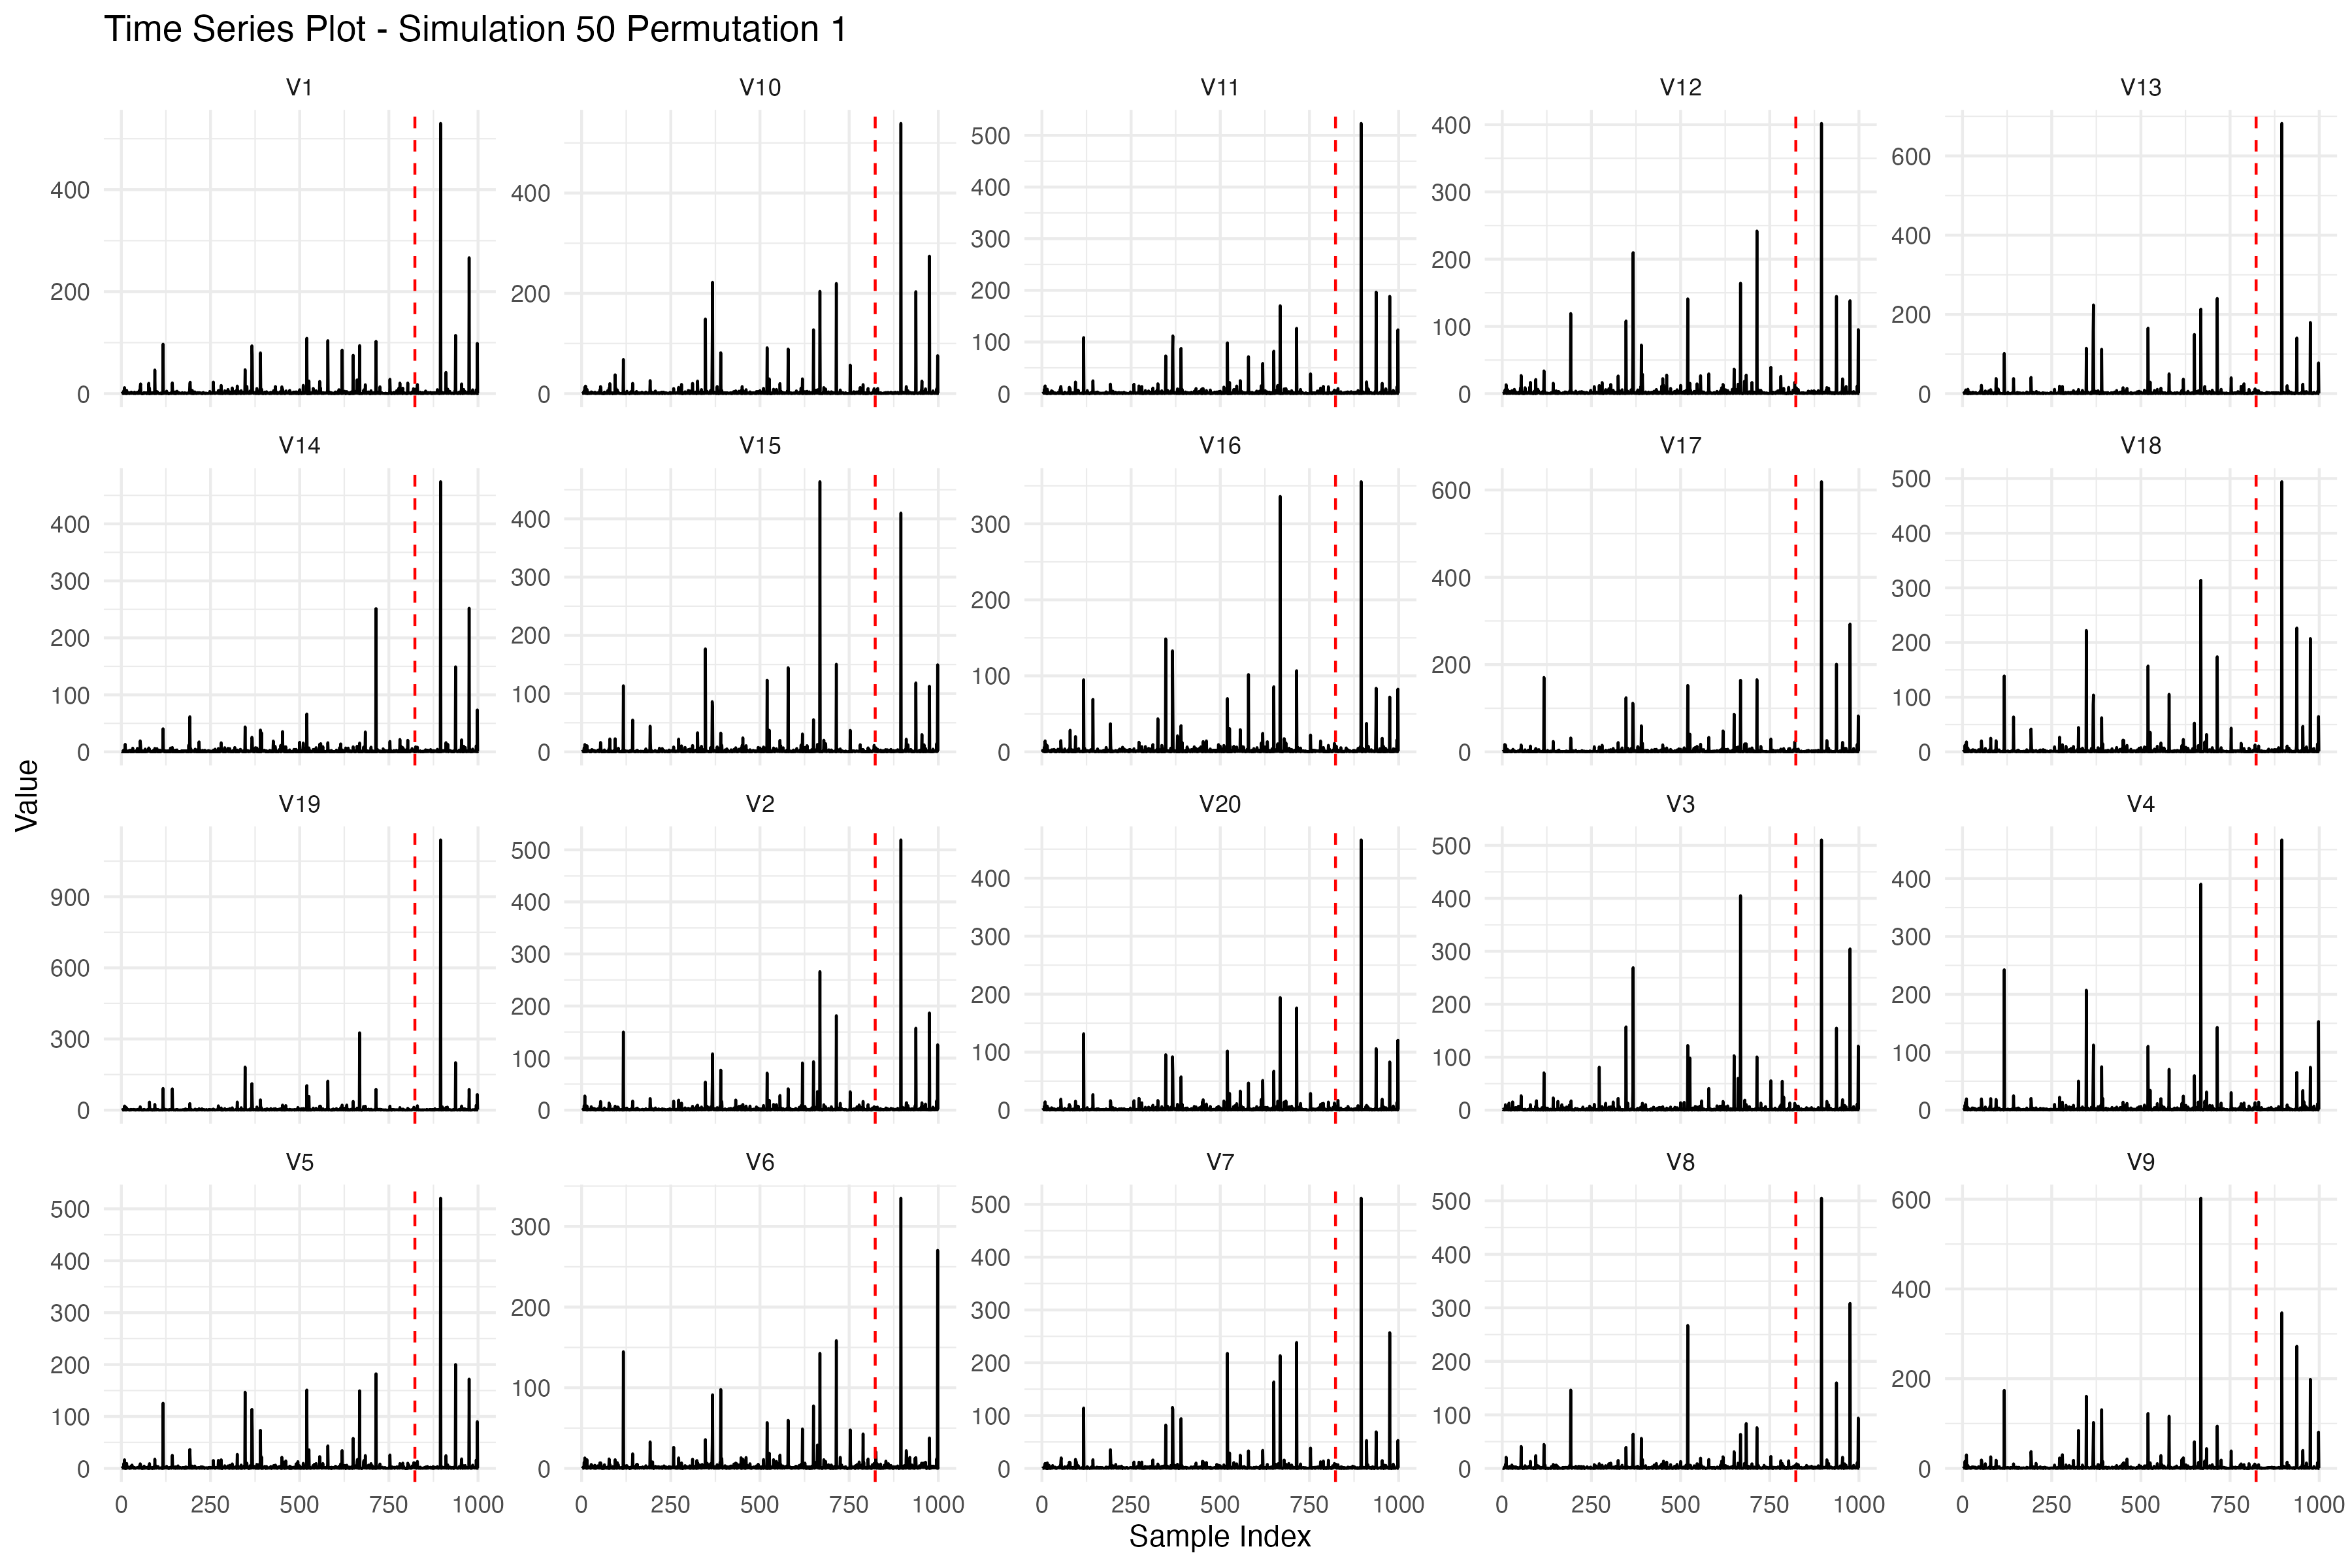 Time Series Plot - Simulation 50 Permutation 1
V1 V10 V11 V12 V13
400 200 0
400 200 0
500 400 300 200 100 0
400 300 200 100 0
600 400 200 0
V14 V15 V16 V17 V18
400 300 200 100 0
400 300 200 100 0
300 200 100 0
600 400 200 0
500 400 300 200 100 0
V19 V2 V20 V3 V4
900 600 300 0
500 400 300 200 100 0
400 300 200 100 0
500 400 300 200 100 0
400 300 200 100 0
V5 V6 V7 V8 V9
500 400 300 200 100 0
300 200 100 0
500 400 300 200 100 0
500 400 300 200 100 0
600 400 200 0
0 250 500 750 1000 0 250 500 750 1000 0 250 500 750 1000 0 250 500 750 1000 0 250 500 750 1000
Sample Index
Value